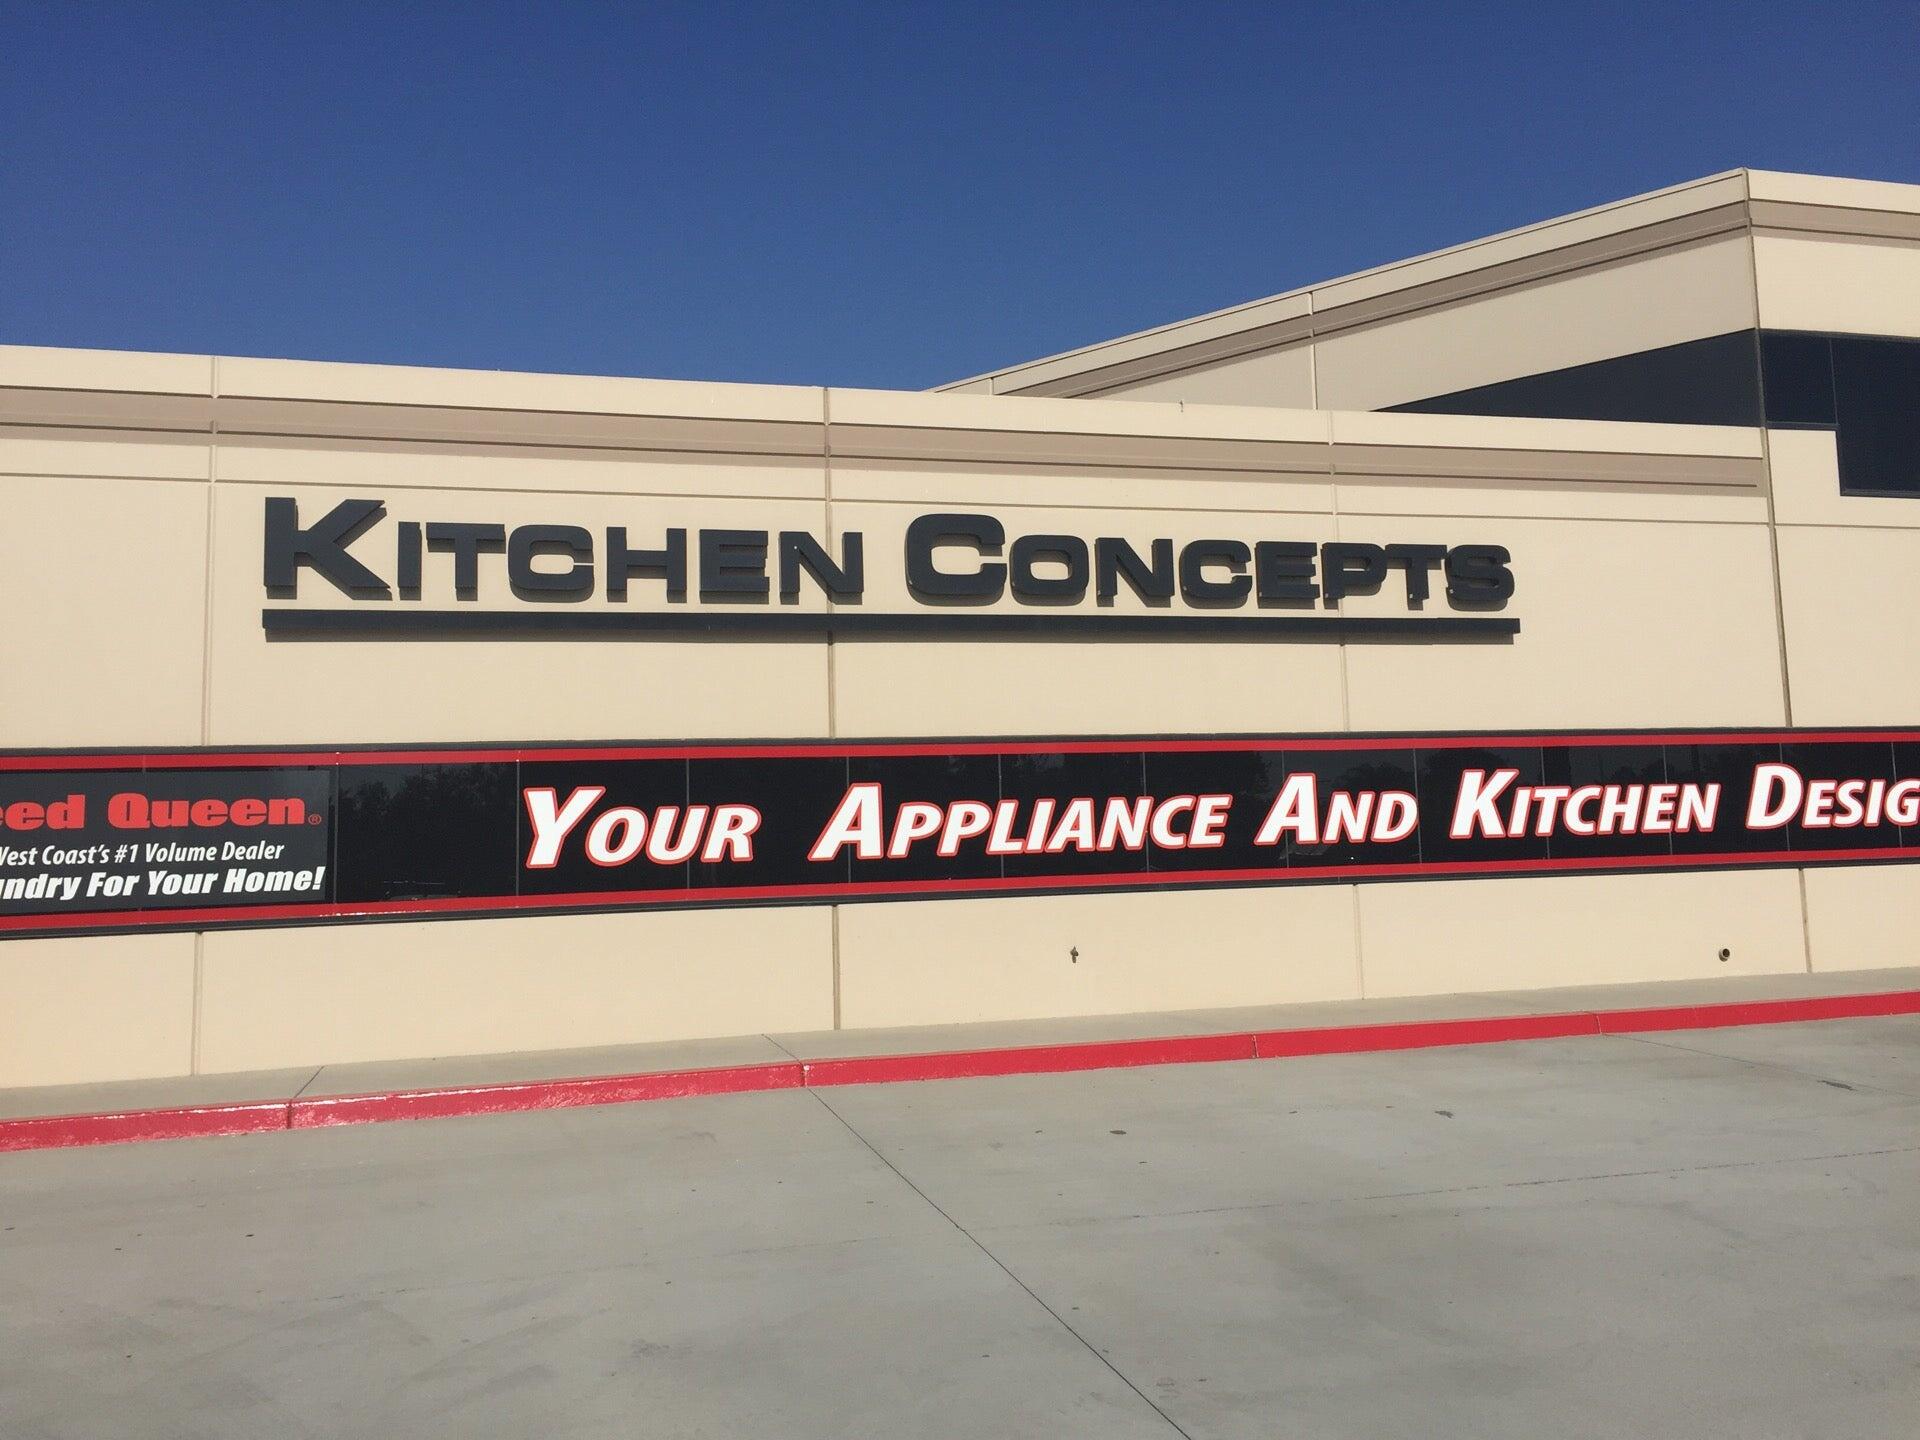 KITCHEN CONCEPTS
eed Queen®
West Coast's #1 Volume Dealer
undry For Your Home!
YOUR APPLIANCE AND KITCHEN DESIG